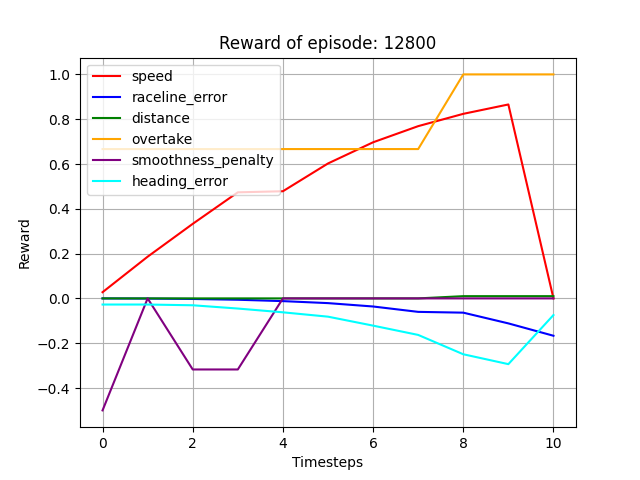 Reward of episode: 12800
speed
raceline_error
distance
overtake
smoothness_penalty
heading_error
1.0
0.8
0.6
0.4
0.2
0.0
−0.2
−0.4
Reward
0 2 4 6 8 10
Timesteps